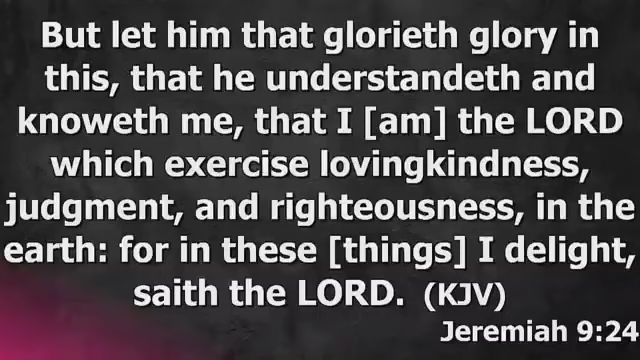 But let him that glorieth glory in
this, that he understandeth and
knoweth me, that I [am] the LORD
which exercise lovingkindness,
judgment, and righteousness, in the
earth: for in these [things] I delight,
saith the LORD. (KJV)
Jeremiah 9:24